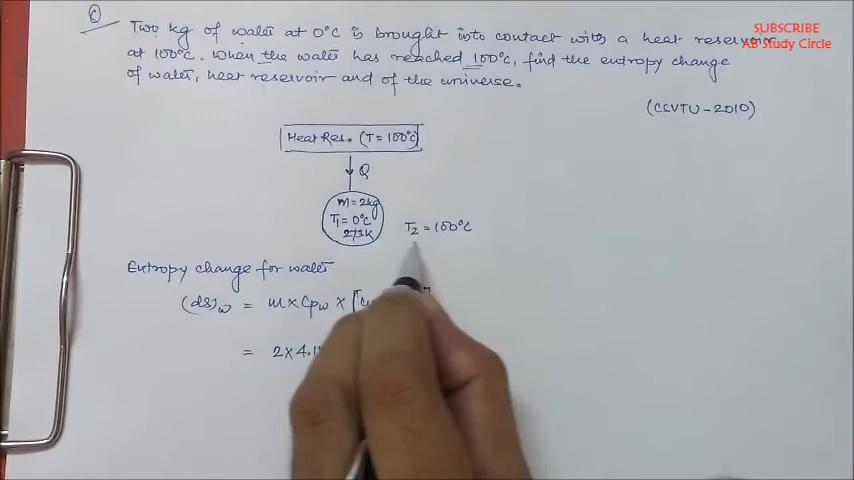 Q
Two kg of water at 0°C is brought into contact with a heat reservoir
at 100°C. When the water has reached 100°C, find the entropy change
of water, heat reservoir and of the universe.
(CSVTU-2010)
SUBSCRIBE
AB Study Circle
Heat Res. (T = 100°C)
Q
m = 2kg
T1 = 0°C
273K
T2 = 100°C
Entropy change for water
(ds)w = m × Cpw ×
= 2 × 4.1